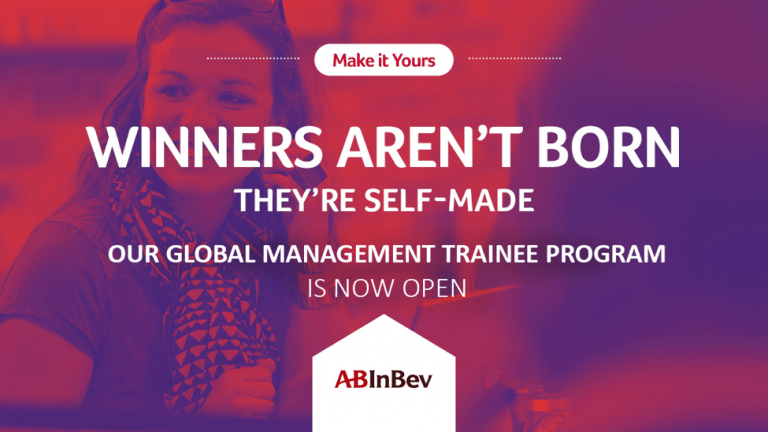 Make it Yours
WINNERS AREN'T BORN
THEY'RE SELF-MADE
OUR GLOBAL MANAGEMENT TRAINEE PROGRAM
IS NOW OPEN
ABInBev